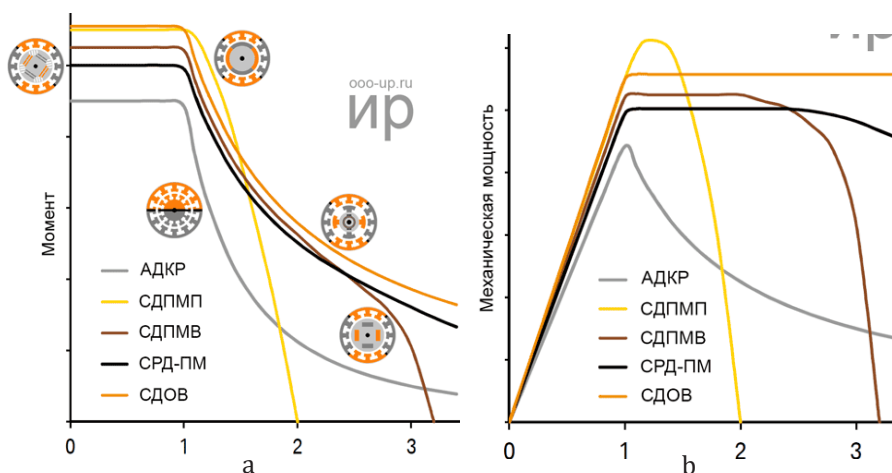 Момент
ooo-up.ru
ир
АДКР
СДПМП
СДПМВ
СРД-ПМ
СДОВ
0 1 2 3
a
Механическая мощность
ир
АДКР
СДПМП
СДПМВ
СРД-ПМ
СДОВ
0 1 2 3
b